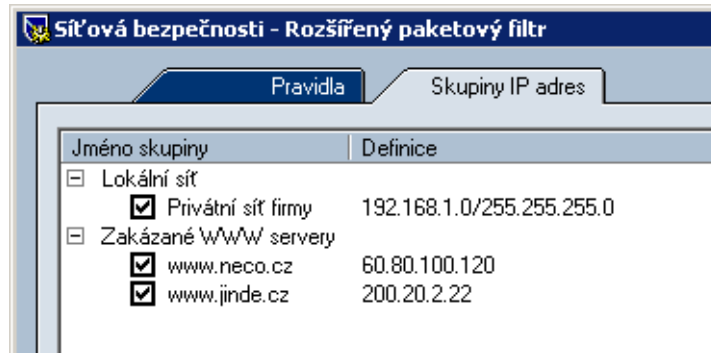 Síťová bezpečnosti - Rozšířený paketový filtr
Pravidla Skupiny IP adres
Jméno skupiny Definice
Lokální síť
Privátní síť firmy 192.168.1.0/255.255.255.0
Zakázané WWW servery
www.neco.cz 60.80.100.120
www.jinde.cz 200.20.2.22